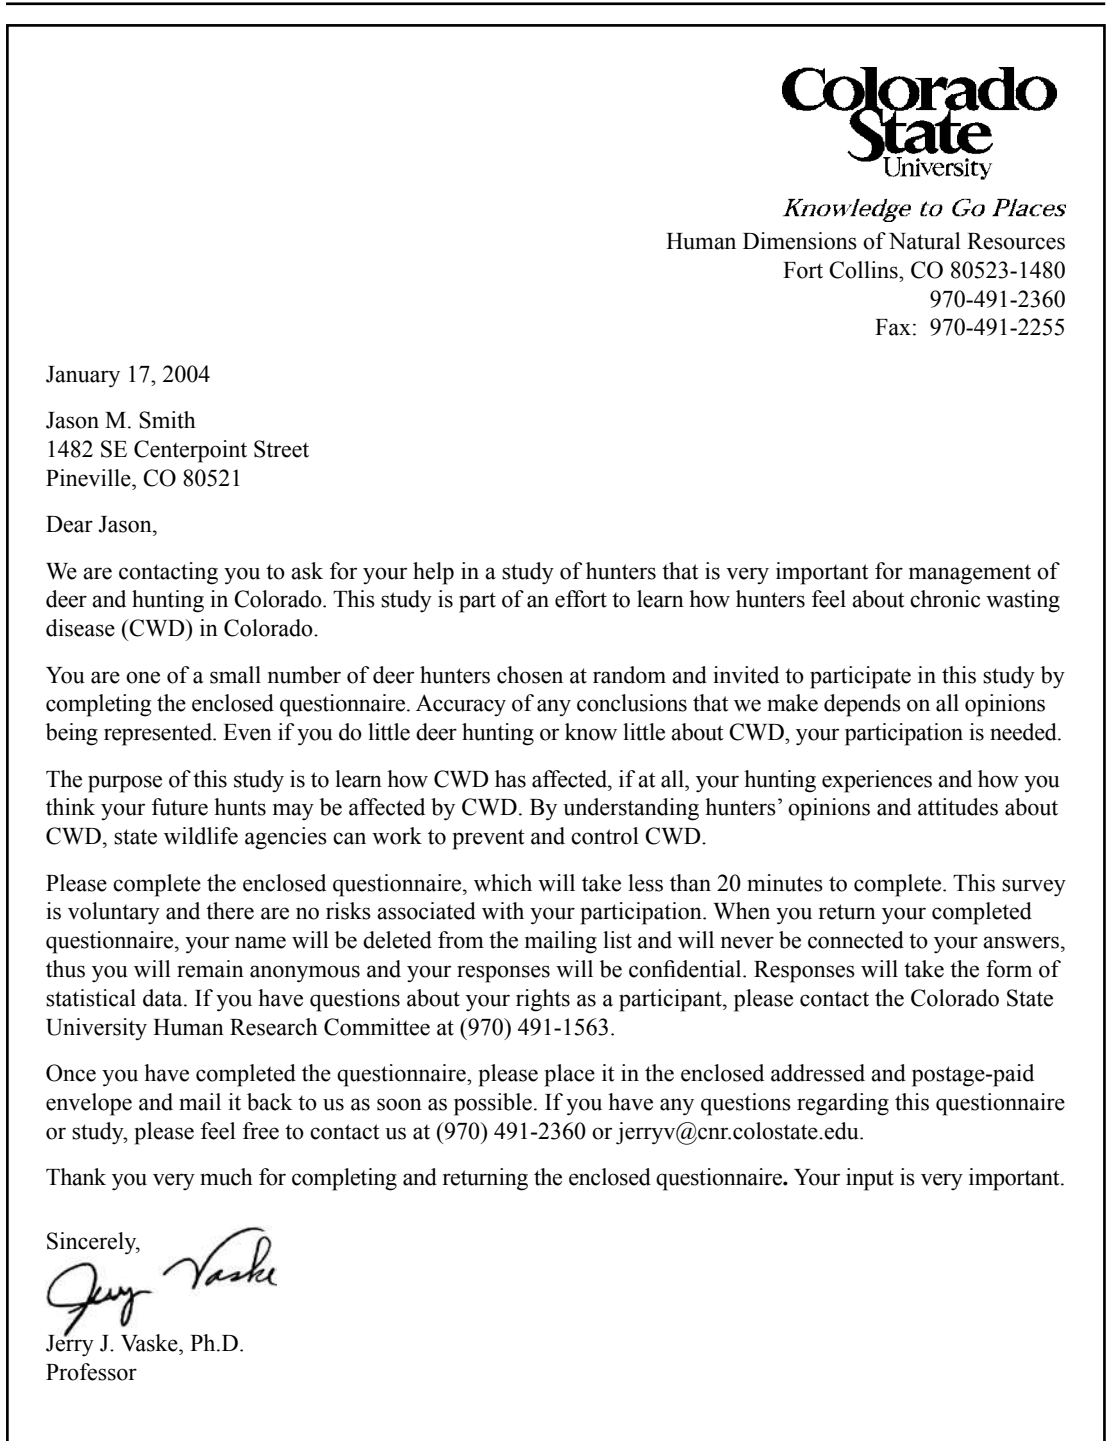 Colorado
State
University
Knowledge to Go Places
Human Dimensions of Natural Resources
Fort Collins, CO 80523-1480
970-491-2360
Fax:  970-491-2255
January 17, 2004
Jason M. Smith
1482 SE Centerpoint Street
Pineville, CO 80521
Dear Jason,
We are contacting you to ask for your help in a study of hunters that is very important for management of
deer and hunting in Colorado. This study is part of an effort to learn how hunters feel about chronic wasting
disease (CWD) in Colorado.
You are one of a small number of deer hunters chosen at random and invited to participate in this study by
completing the enclosed questionnaire. Accuracy of any conclusions that we make depends on all opinions
being represented. Even if you do little deer hunting or know little about CWD, your participation is needed.
The purpose of this study is to learn how CWD has affected, if at all, your hunting experiences and how you
think your future hunts may be affected by CWD. By understanding hunters’ opinions and attitudes about
CWD, state wildlife agencies can work to prevent and control CWD.
Please complete the enclosed questionnaire, which will take less than 20 minutes to complete. This survey
is voluntary and there are no risks associated with your participation. When you return your completed
questionnaire, your name will be deleted from the mailing list and will never be connected to your answers,
thus you will remain anonymous and your responses will be confidential. Responses will take the form of
statistical data. If you have questions about your rights as a participant, please contact the Colorado State
University Human Research Committee at (970) 491-1563.
Once you have completed the questionnaire, please place it in the enclosed addressed and postage-paid
envelope and mail it back to us as soon as possible. If you have any questions regarding this questionnaire
or study, please feel free to contact us at (970) 491-2360 or jerryv@cnr.colostate.edu.
Thank you very much for completing and returning the enclosed questionnaire. Your input is very important.
Sincerely,
Jerry Vaske
Jerry J. Vaske, Ph.D.
Professor